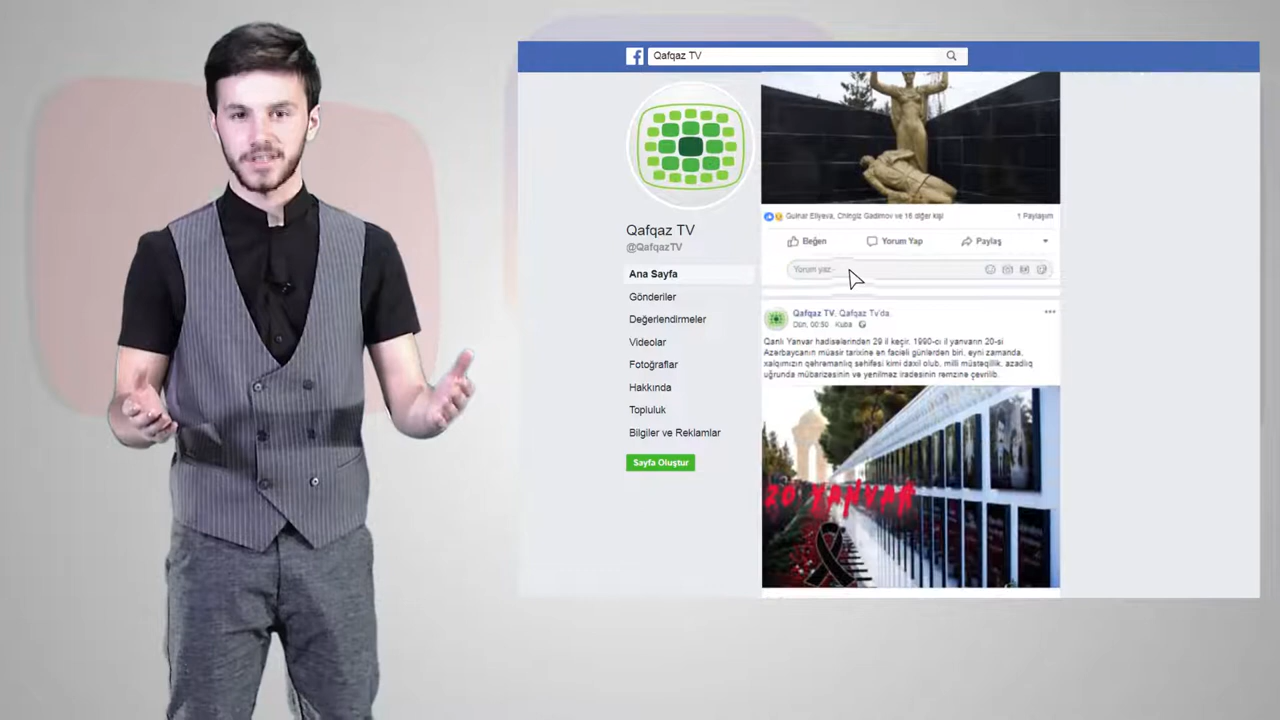 Qafqaz TV
Gulnar Eliyeva, Chingiz Gadimov ve 16 diğer kişi
1 Paylaşım
Beğen
Yorum Yap
Paylaş
Yorum yaz...
Qafqaz TV
@QafqazTV
Ana Sayfa
Gönderiler
Değerlendirmeler
Videolar
Fotoğraflar
Hakkında
Topluluk
Bilgiler ve Reklamlar
Sayfa Oluştur
Qafqaz TV, Qafqaz Tv'da.
Dün, 00:50 · Kuba
Qanlı Yanvar hadisələrindən 29 il keçir. 1990-cı il yanvarın 20-si
Azərbaycanın müasir tarixinə ən faciəli günlərdən biri, eyni zamanda,
xalqımızın qəhrəmanlıq səhifəsi kimi daxil olub, milli müstəqillik, azadlıq
uğrunda mübarizəsinin və yenilməz iradəsinin rəmzinə çevrilib.
20 YANVAR